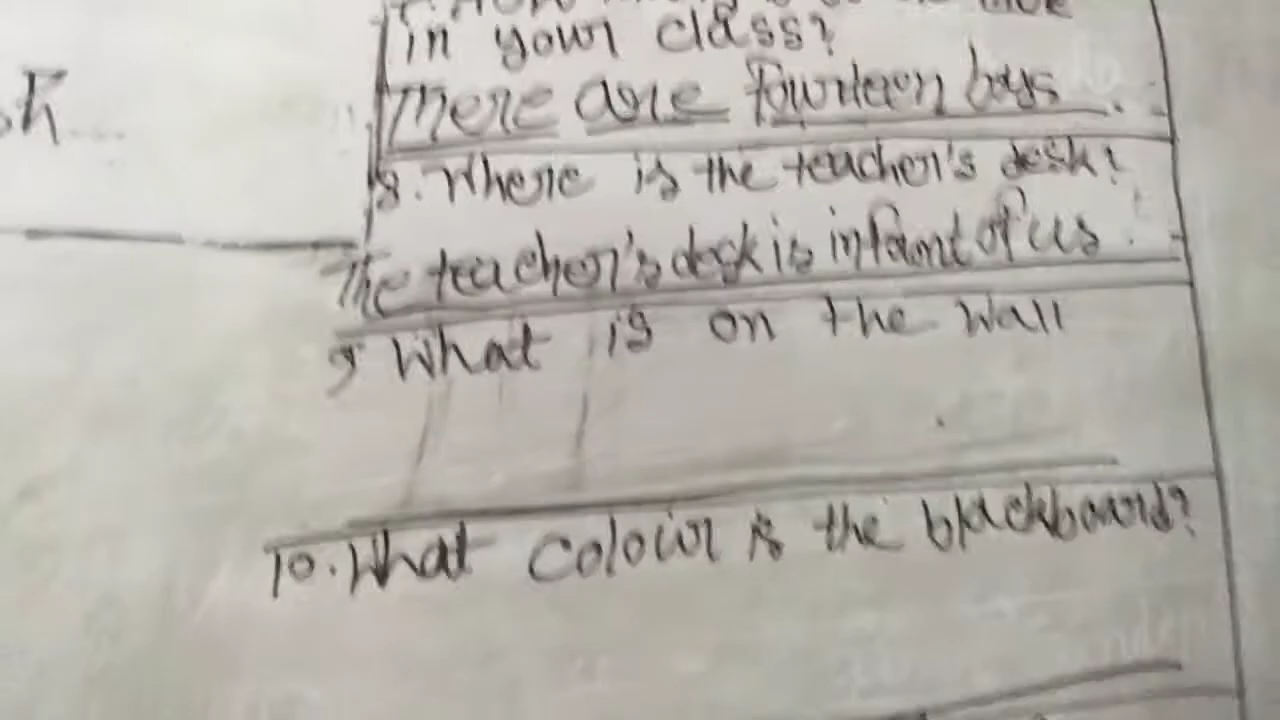 in your class?
There are fourteen boys.
8. Where is the teacher's desk?
The teacher's desk is infront of us.
9 What is on the wall
10. What colour is the blackboard?